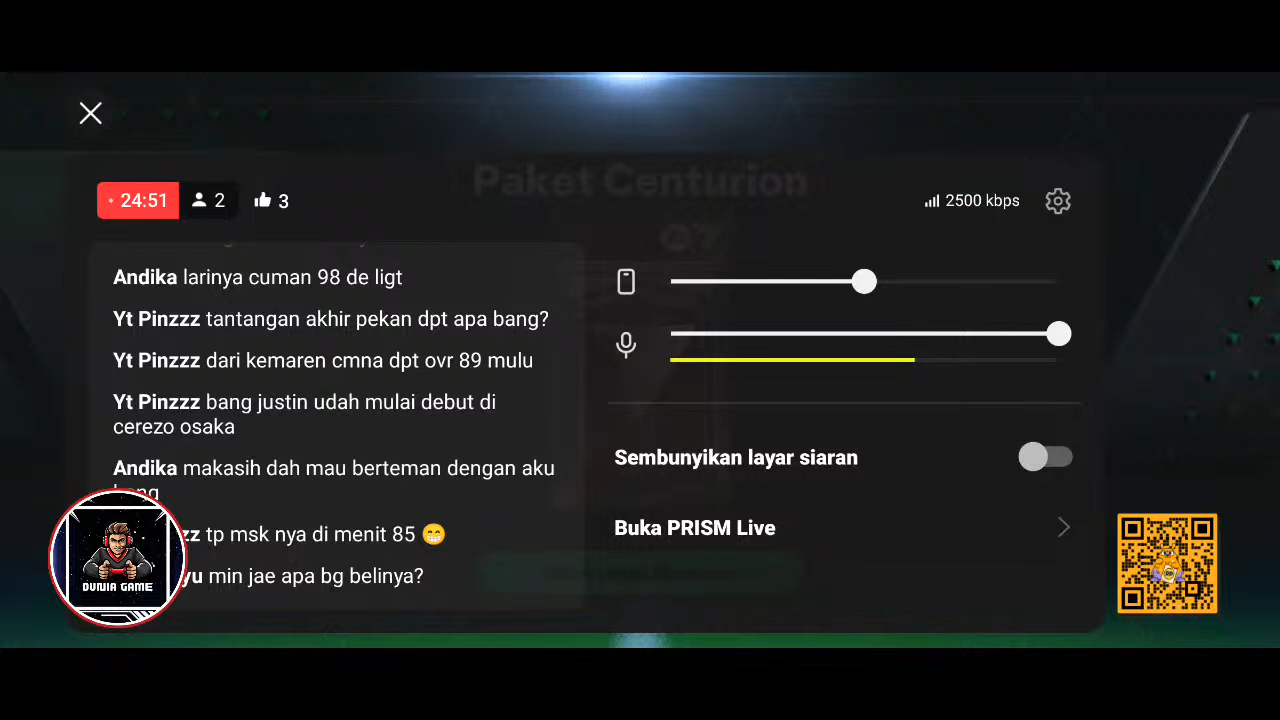 Paket Centurion
24:51
2
3
2500 kbps
Andika larinya cuman 98 de ligt
Yt Pinzzz tantangan akhir pekan dpt apa bang?
Yt Pinzzz dari kemaren cmna dpt ovr 89 mulu
Yt Pinzzz bang justin udah mulai debut di
cerezo osaka
Andika makasih dah mau berteman dengan aku
zz tp msk nya di menit 85 😁
yu min jae apa bg belinya?
Sembunyikan layar siaran
Buka PRISM Live
DUNIA GAME